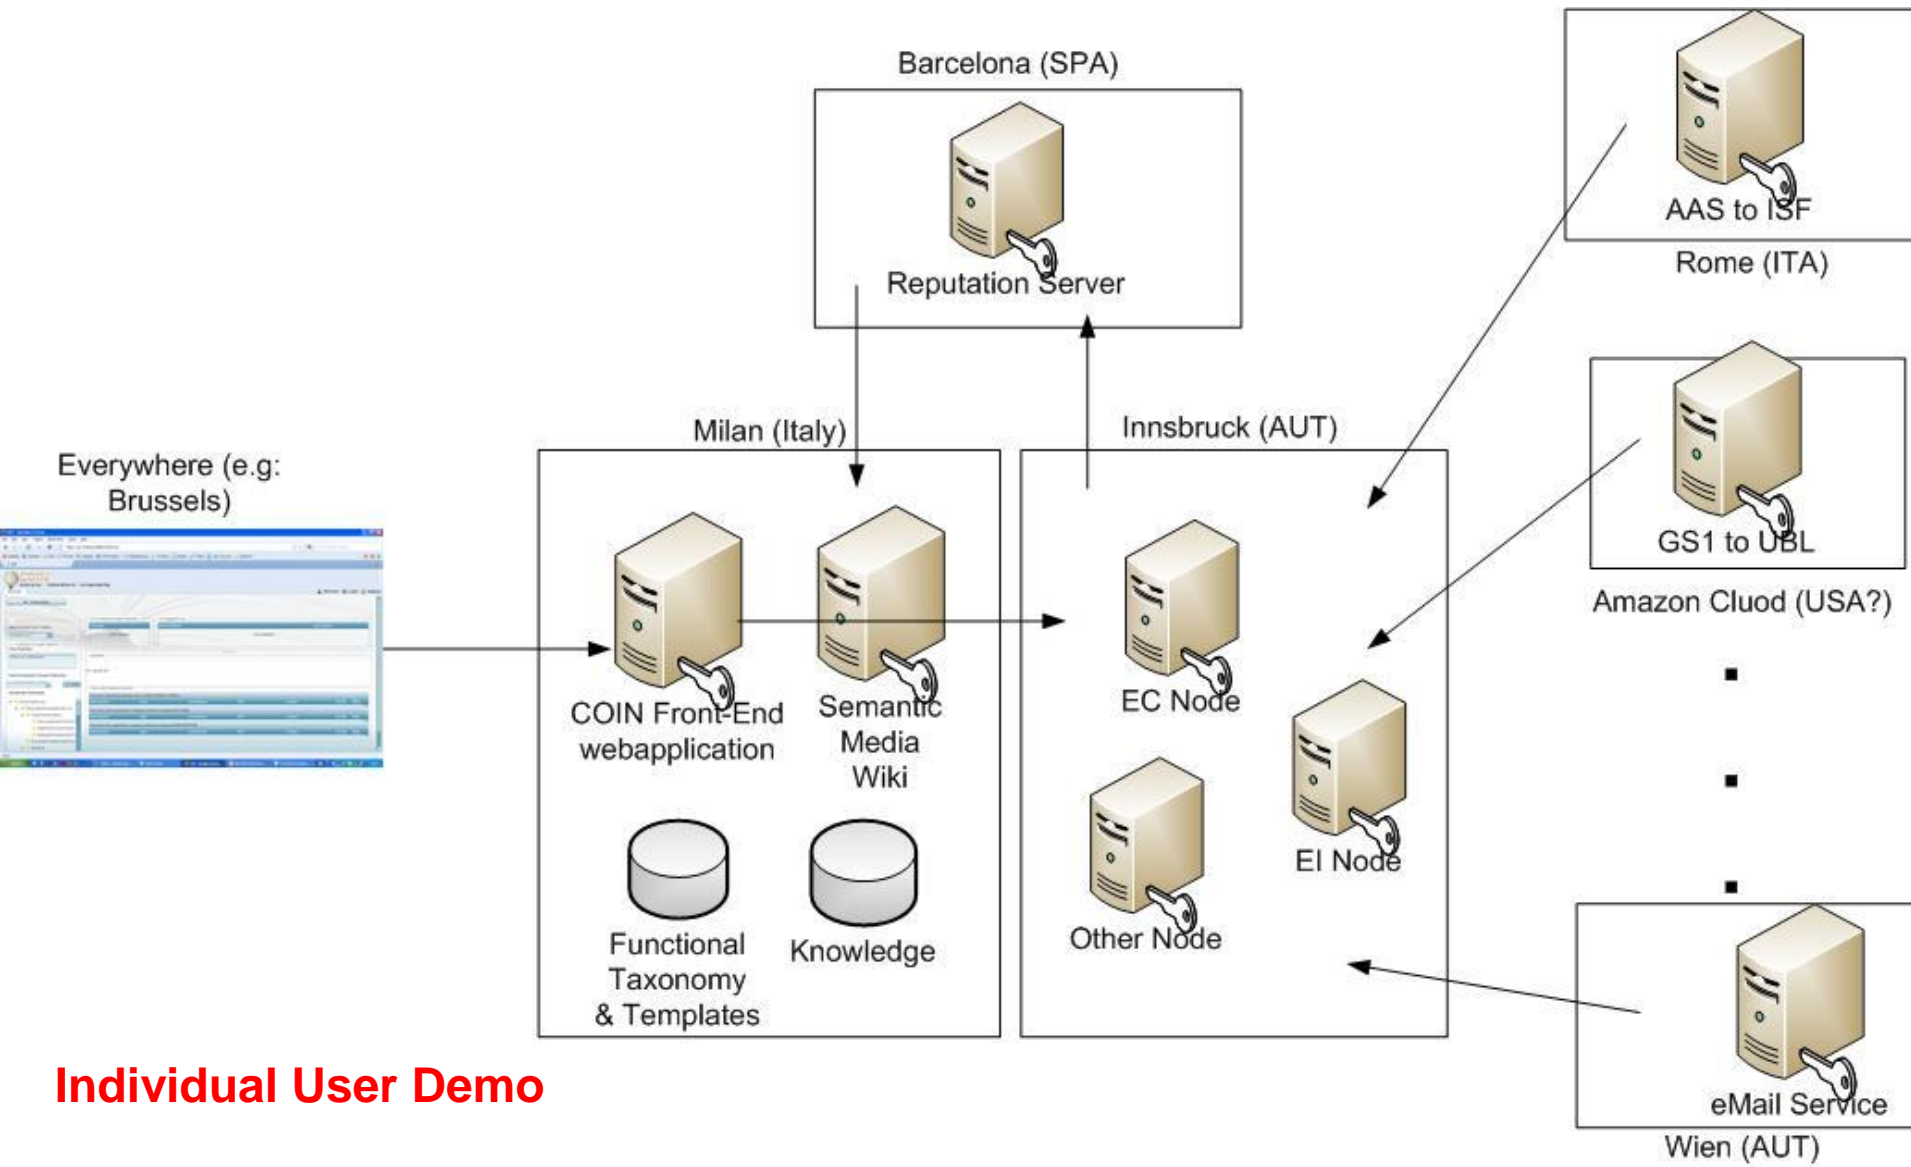 Barcelona (SPA)
Reputation Server
AAS to ISF
Rome (ITA)
Milan (Italy)
Innsbruck (AUT)
Everywhere (e.g:
Brussels)
COIN
COIN Front-End
webapplication
Semantic
Media
Wiki
Functional
Taxonomy
& Templates
Knowledge
EC Node
EI Node
Other Node
GS1 to UBL
Amazon Cluod (USA?)
eMail Service
Wien (AUT)
Individual User Demo